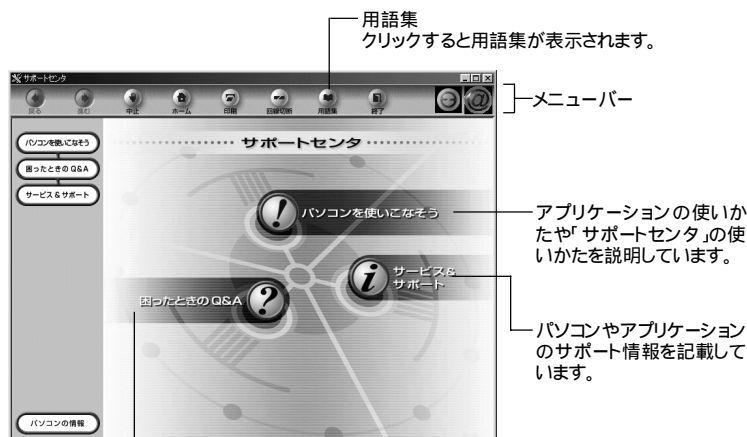 用語集
クリックすると用語集が表示されます。
サポートセンタ
戻る 進む 中止 ホーム 印刷 回線切断 用語集 終了
メニューバー
パソコンを使いこなそう
困ったときの Q&A
サービス & サポート
サポートセンタ
パソコンを使いこなそう
アプリケーションの使いか
たや「サポートセンタ」の使
いかたを説明しています。
サービス&
サポート
困ったときの Q&A
パソコンやアプリケーション
のサポート情報を記載して
います。
パソコンの情報